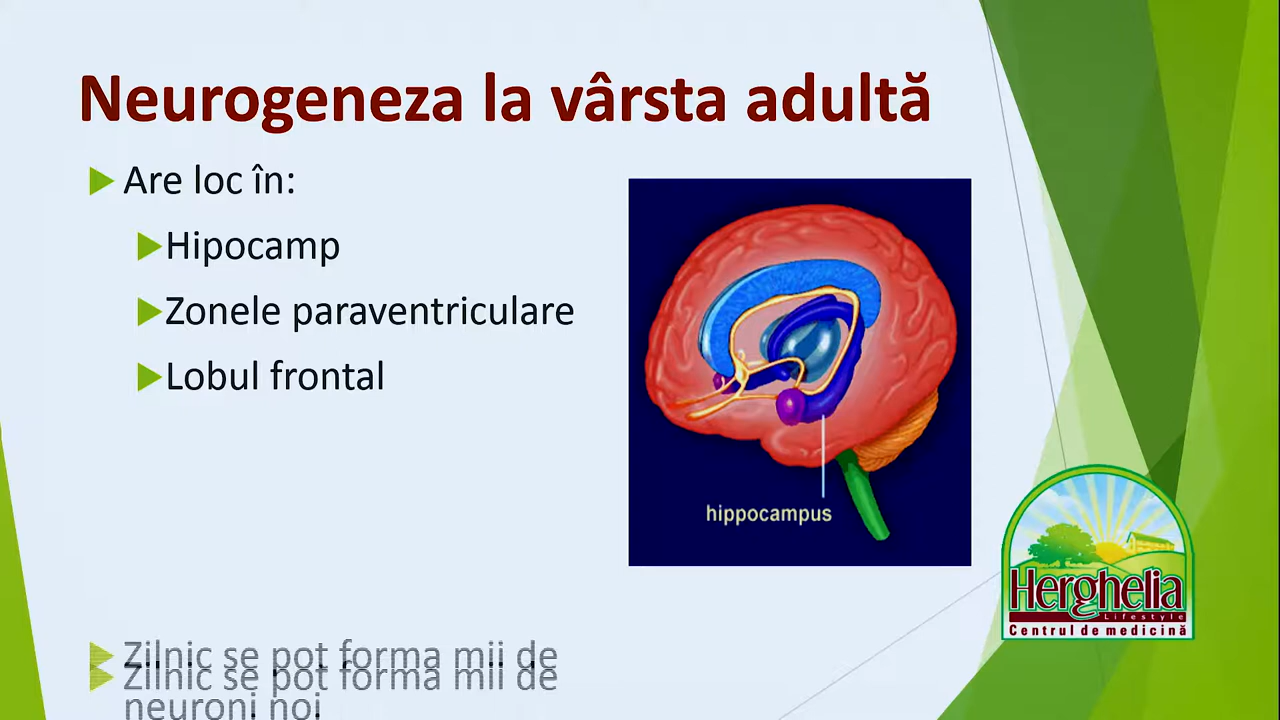 Neurogeneza la vârsta adultă
Are loc în:
Hipocamp
Zonele paraventriculare
Lobul frontal
hippocampus
Herghelia
Lifestyle
Centrul de medicină
Zilnic se pot forma mii de
Zilnic se pot forma mii de
neuroni noi